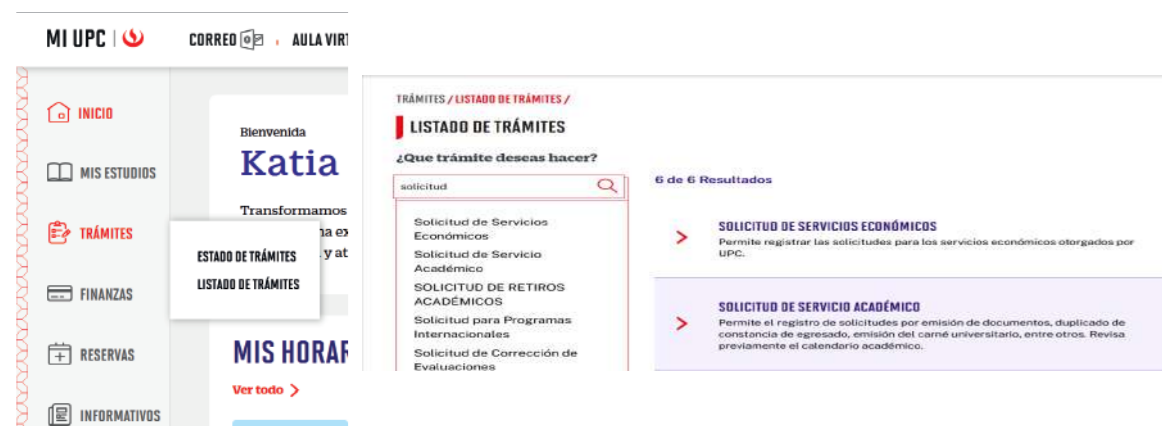 MI UPC
CORREO
AULA VIRT
INICIO
MIS ESTUDIOS
TRÁMITES
FINANZAS
RESERVAS
INFORMATIVOS
Bienvenida
Katia
Transformamos
na ex
y at
ESTADO DE TRÁMITES
LISTADO DE TRÁMITES
MIS HORAR
Ver todo
TRÁMITES / LISTADO DE TRÁMITES /
LISTADO DE TRÁMITES
¿Que trámite deseas hacer?
solicitud
Solicitud de Servicios
Económicos
Solicitud de Servicio
Académico
SOLICITUD DE RETIROS
ACADÉMICOS
Solicitud para Programas
Internacionales
Solicitud de Corrección de
Evaluaciones
6 de 6 Resultados
SOLICITUD DE SERVICIOS ECONÓMICOS
Permite registrar las solicitudes para los servicios económicos otorgados por
UPC.
SOLICITUD DE SERVICIO ACADÉMICO
Permite el registro de solicitudes por emisión de documentos, duplicado de
constancia de egresado, emisión del carné universitario, entre otros. Revisa
previamente el calendario académico.